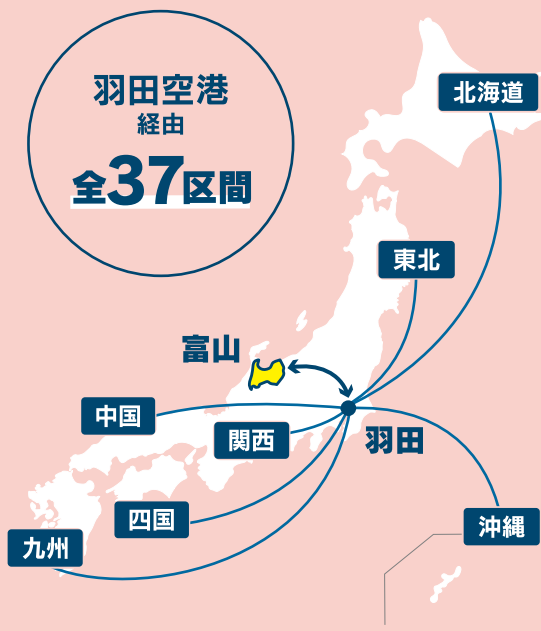 羽田空港
経由
全37区間
北海道
東北
富山
中国
関西
羽田
四国
沖縄
九州